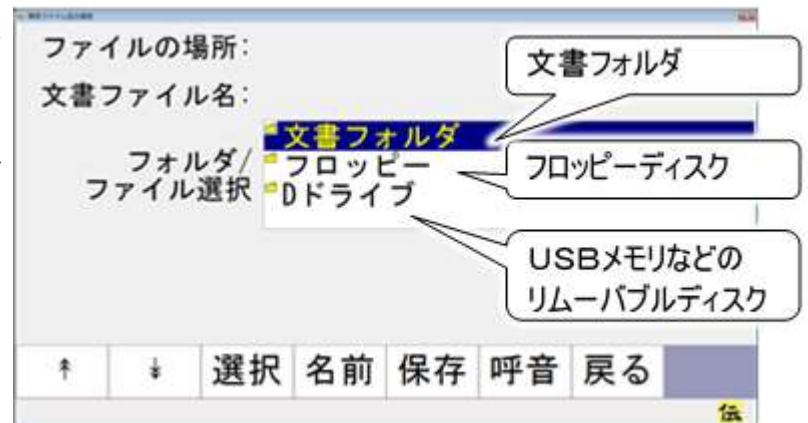 ファイルの場所:
文書フォルダ
文書ファイル名:
文書フォルダ
フォルダ/
ファイル選択
フロッピー
フロッピーディスク
Dドライブ
USBメモリなどの
リムーバブルディスク
選択 名前 保存 呼音 戻る
伝